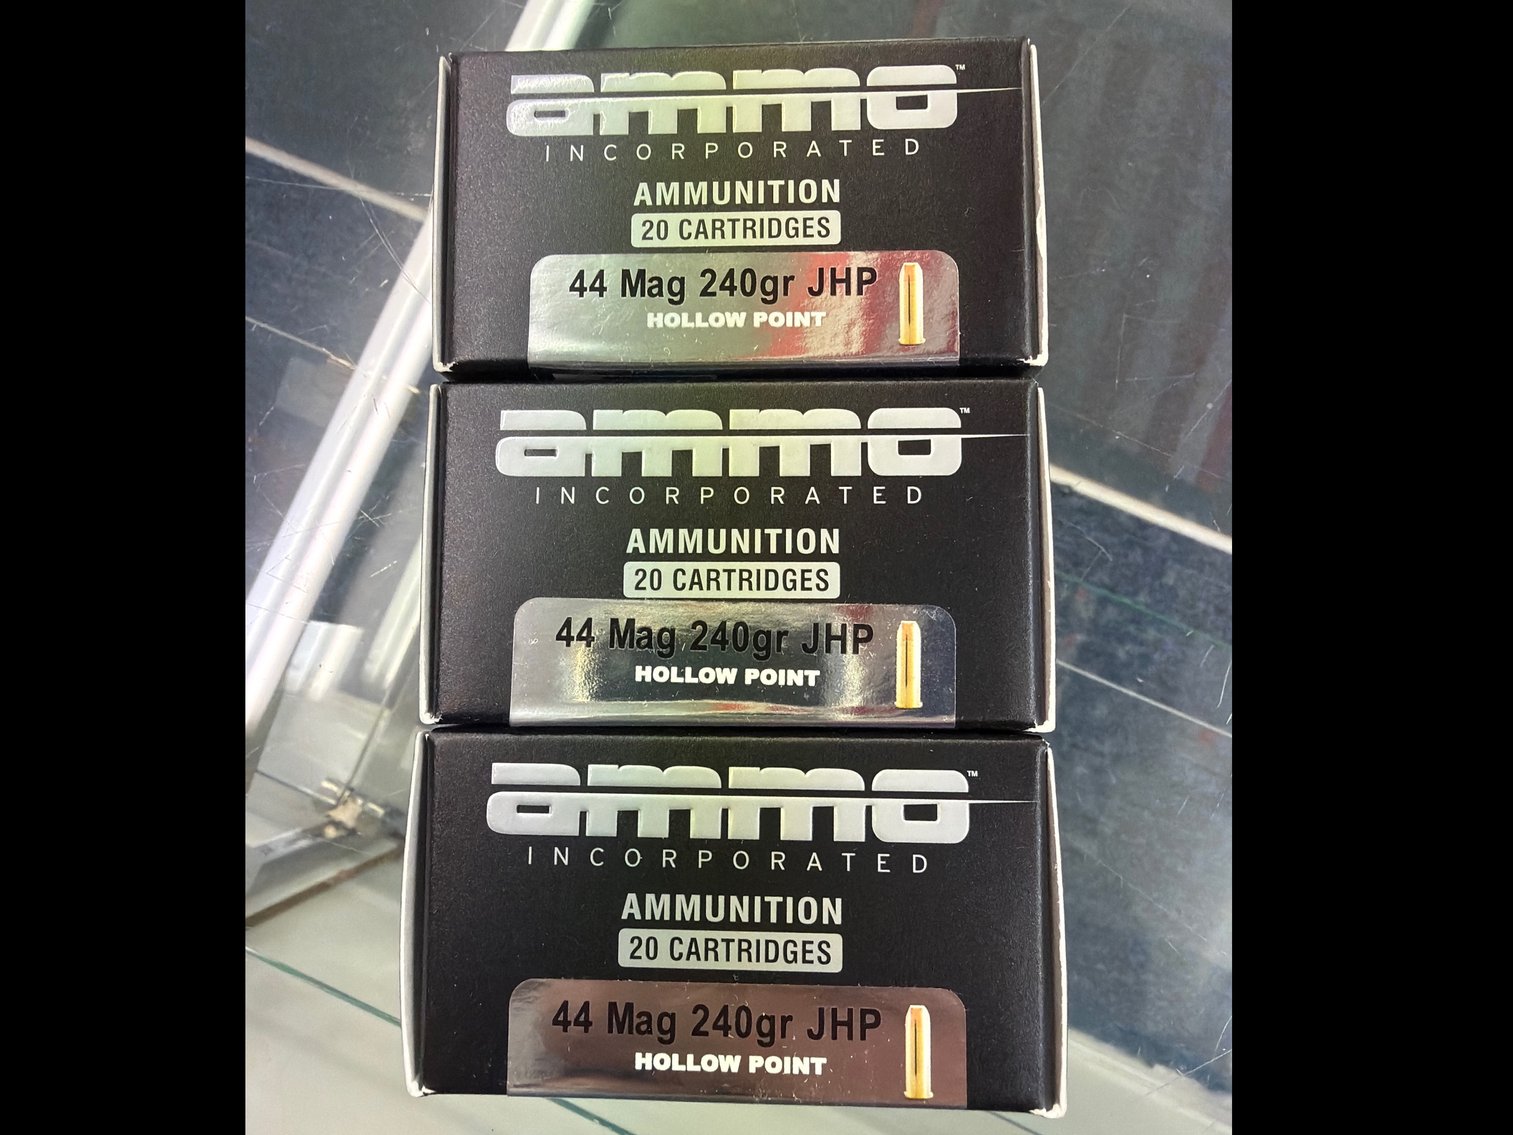 ammo™
INCORPORATED
AMMUNITION
20 CARTRIDGES
44 Mag 240gr JHP
HOLLOW POINT
ammo™
INCORPORATED
AMMUNITION
20 CARTRIDGES
44 Mag 240gr JHP
HOLLOW POINT
ammo™
INCORPORATED
AMMUNITION
20 CARTRIDGES
44 Mag 240gr JHP
HOLLOW POINT